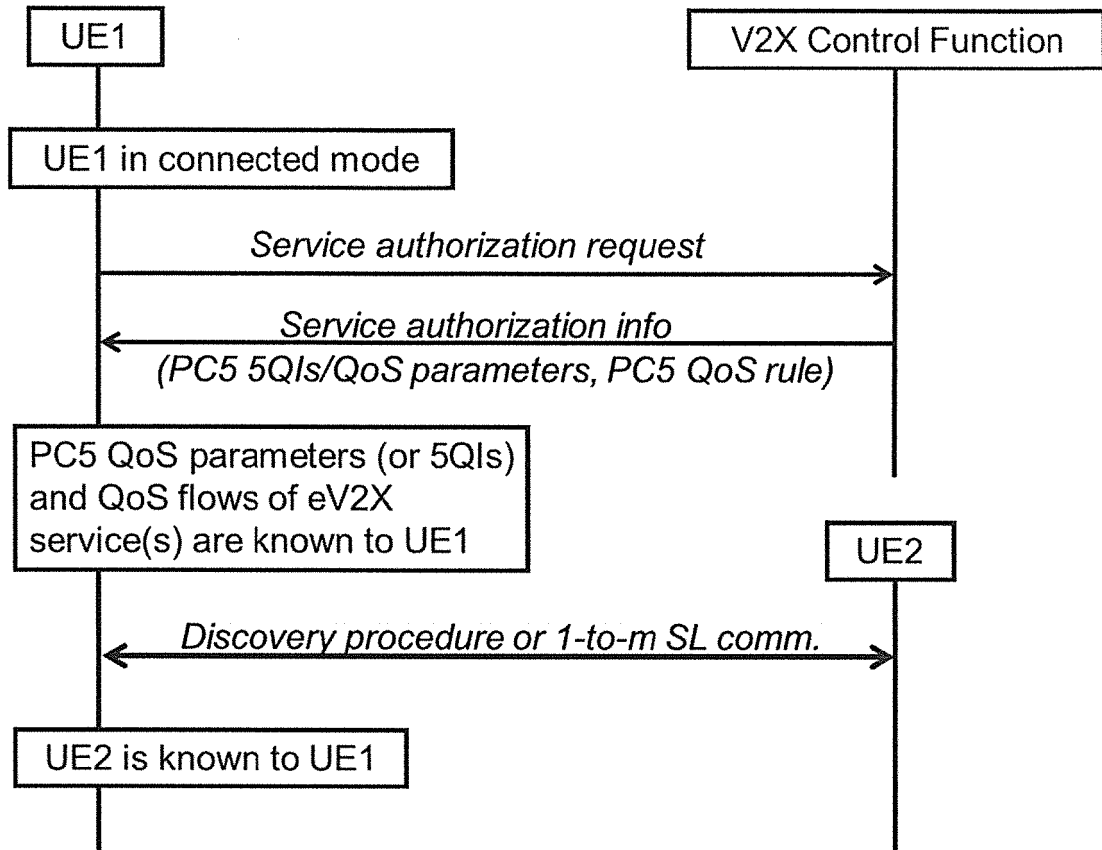 UE1
V2X Control Function
UE1 in connected mode
Service authorization request
Service authorization info
(PC5 5QIs/QoS parameters, PC5 QoS rule)
PC5 QoS parameters (or 5QIs)
and QoS flows of eV2X
service(s) are known to UE1
UE2
Discovery procedure or 1-to-m SL comm.
UE2 is known to UE1